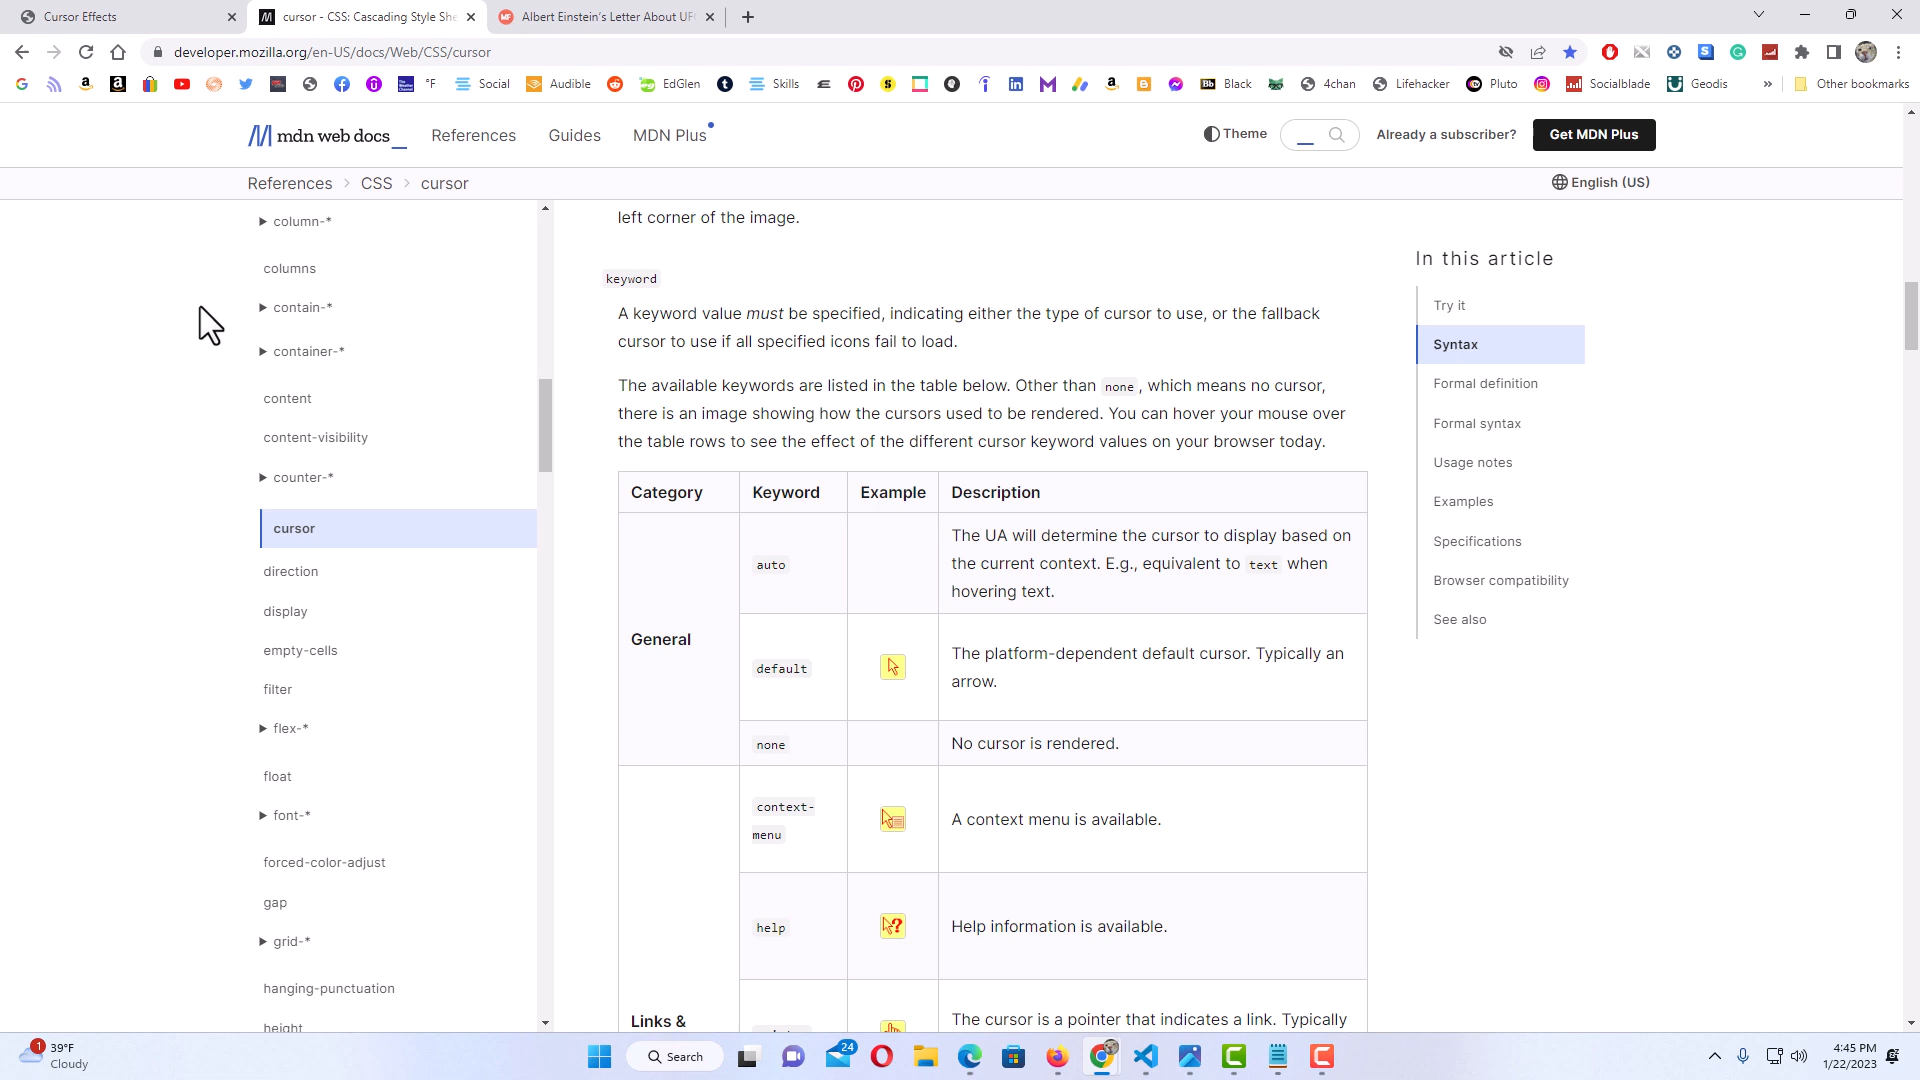 Cursor Effects
cursor - CSS: Cascading Style She
Albert Einstein's Letter About UFO
developer.mozilla.org/en-US/docs/Web/CSS/cursor
°F Social Audible EdGlen Skills Black 4chan Lifehacker Pluto Socialblade Geodis » Other bookmarks
mdn web docs_ References Guides MDN Plus Theme Already a subscriber? Get MDN Plus
References > CSS > cursor English (US)
column-*
columns
contain-*
container-*
content
content-visibility
counter-*
cursor
direction
display
empty-cells
filter
flex-*
float
font-*
forced-color-adjust
gap
grid-*
hanging-punctuation
height
left corner of the image.
keyword
A keyword value must be specified, indicating either the type of cursor to use, or the fallback
cursor to use if all specified icons fail to load.
The available keywords are listed in the table below. Other than none, which means no cursor,
there is an image showing how the cursors used to be rendered. You can hover your mouse over
the table rows to see the effect of the different cursor keyword values on your browser today.
Category Keyword Example Description
General
auto
The UA will determine the cursor to display based on
the current context. E.g., equivalent to text when
hovering text.
default
The platform-dependent default cursor. Typically an
arrow.
none No cursor is rendered.
context-
menu
A context menu is available.
help Help information is available.
Links &
The cursor is a pointer that indicates a link. Typically
In this article
Try it
Syntax
Formal definition
Formal syntax
Usage notes
Examples
Specifications
Browser compatibility
See also
1
39°F
Cloudy
Search
24
4:45 PM
1/22/2023